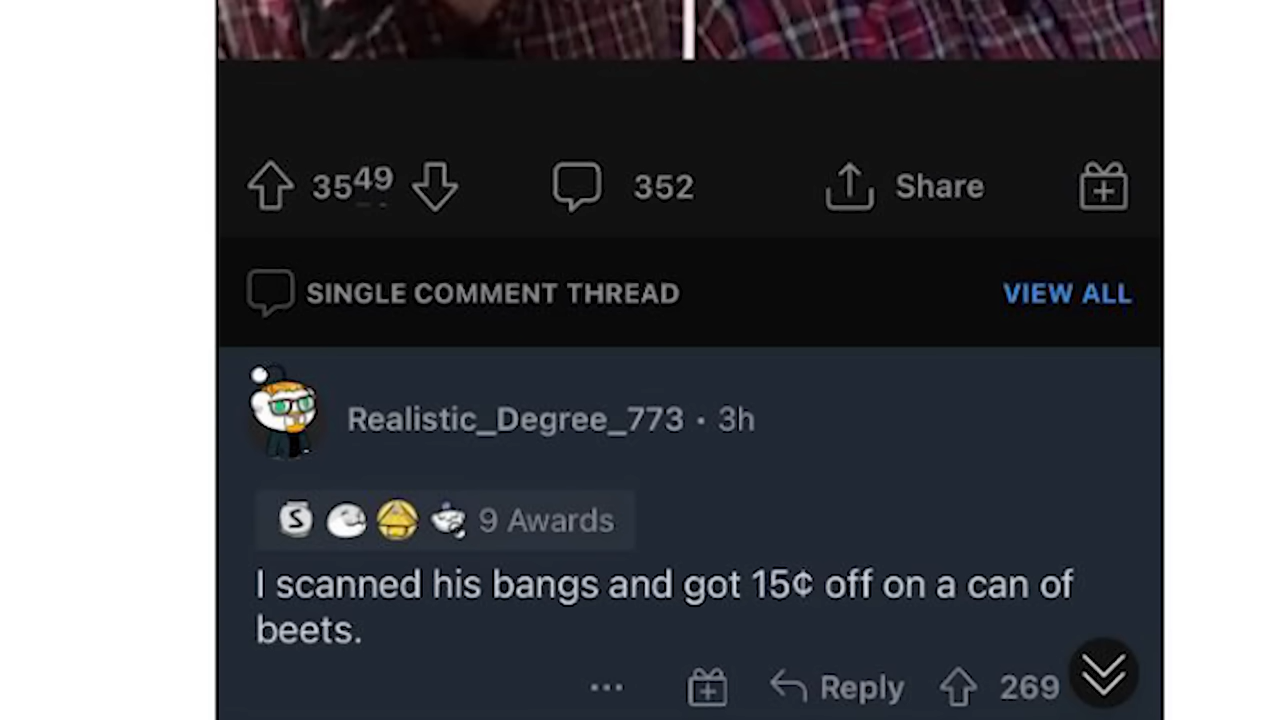 3549 352 Share
SINGLE COMMENT THREAD VIEW ALL
Realistic_Degree_773 · 3h
S 9 Awards
I scanned his bangs and got 15¢ off on a can of
beets.
... Reply 269